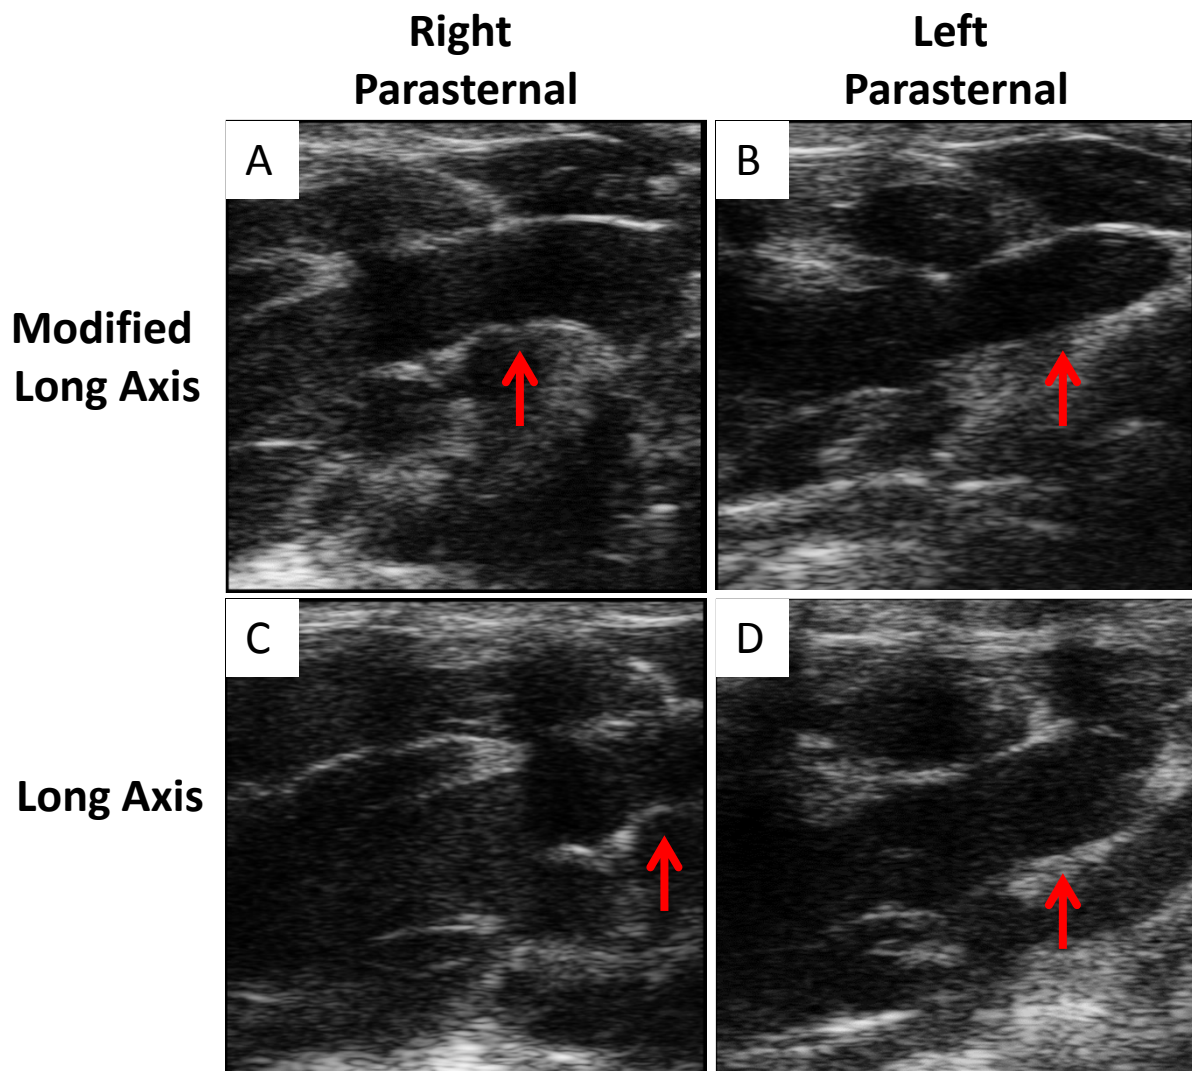 Right
Parasternal
Left
Parasternal
A
B
Modified
Long Axis
C
D
Long Axis